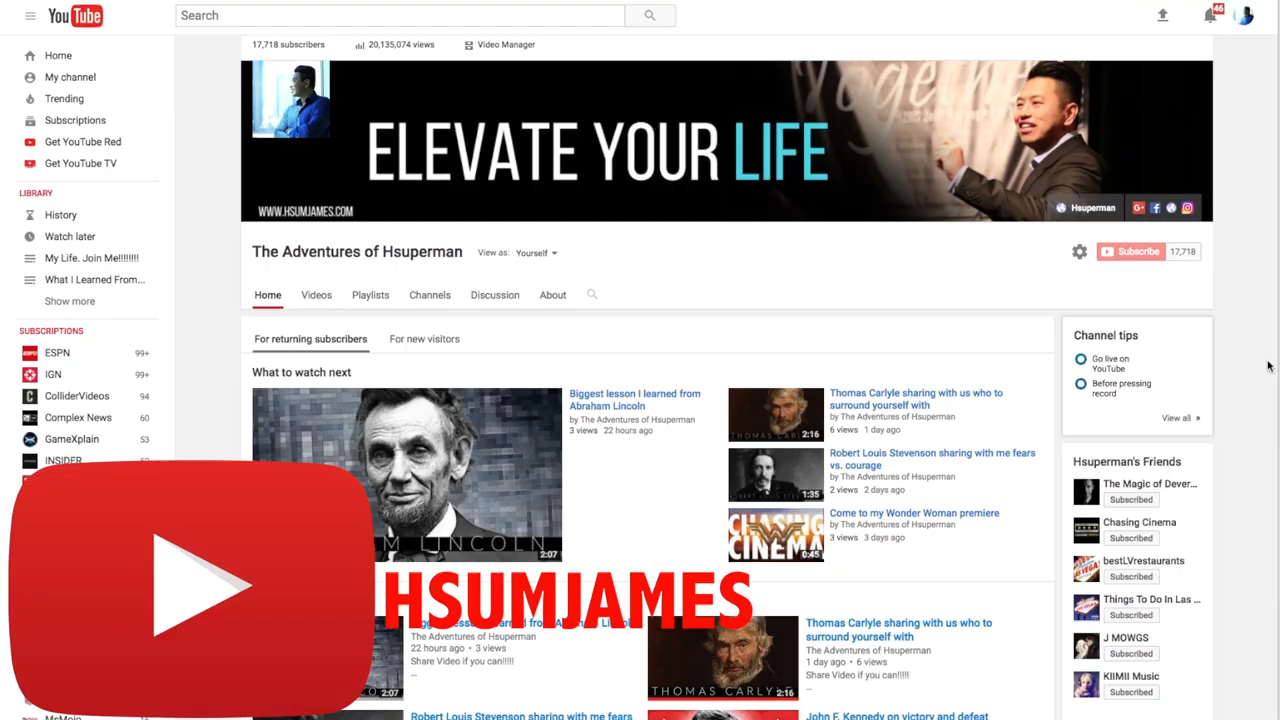 YouTube
Search
46
17,718 subscribers
20,135,074 views
Video Manager
Home
My channel
Trending
Subscriptions
Get YouTube Red
Get YouTube TV
LIBRARY
History
Watch later
My Life. Join Me!!!!!!!!
What I Learned From...
Show more
SUBSCRIPTIONS
ESPN 99+
IGN 99+
ColliderVideos 94
Complex News 60
GameXplain 53
INSIDER
MsMojo
Together
ELEVATE YOUR LIFE
WWW.HSUMJAMES.COM
Hsuperman
The Adventures of Hsuperman
View as: Yourself
Subscribe 17,718
Home Videos Playlists Channels Discussion About
For returning subscribers For new visitors
What to watch next
2:07
Biggest lesson I learned from
Abraham Lincoln
by The Adventures of Hsuperman
3 views 22 hours ago
2:16
Thomas Carlyle sharing with us who to
surround yourself with
by The Adventures of Hsuperman
6 views 1 day ago
1:35
Robert Louis Stevenson sharing with me fears
vs. courage
by The Adventures of Hsuperman
2 views 2 days ago
CHASING
CINEMA
0:45
Come to my Wonder Woman premiere
by The Adventures of Hsuperman
3 views 3 days ago
HSUMJAMES
2:07
The Adventures of Hsuperman
22 hours ago • 3 views
Share Video if you can!!!!!
...
THOMAS CARLYLE
2:16
Thomas Carlyle sharing with us who to
surround yourself with
The Adventures of Hsuperman
1 day ago • 6 views
Share Video if you can!!!!!
...
Robert Louis Stevenson sharing with me fears
John F. Kennedy on victory and defeat
Channel tips
Go live on
YouTube
Before pressing
record
View all »
Hsuperman's Friends
The Magic of Dever...
Subscribed
Chasing Cinema
Subscribed
bestLVrestaurants
Subscribed
Things To Do In Las ...
Subscribed
J MOWGS
Subscribed
KIIMII Music
Subscribed